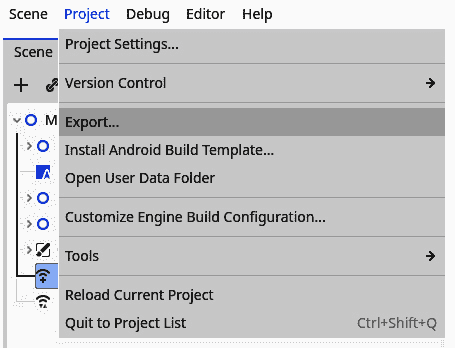 Scene Project Debug Editor Help
Scene
Project Settings...
Version Control
M
Export...
Install Android Build Template...
Open User Data Folder
Customize Engine Build Configuration...
Tools
Reload Current Project
Quit to Project List Ctrl+Shift+Q